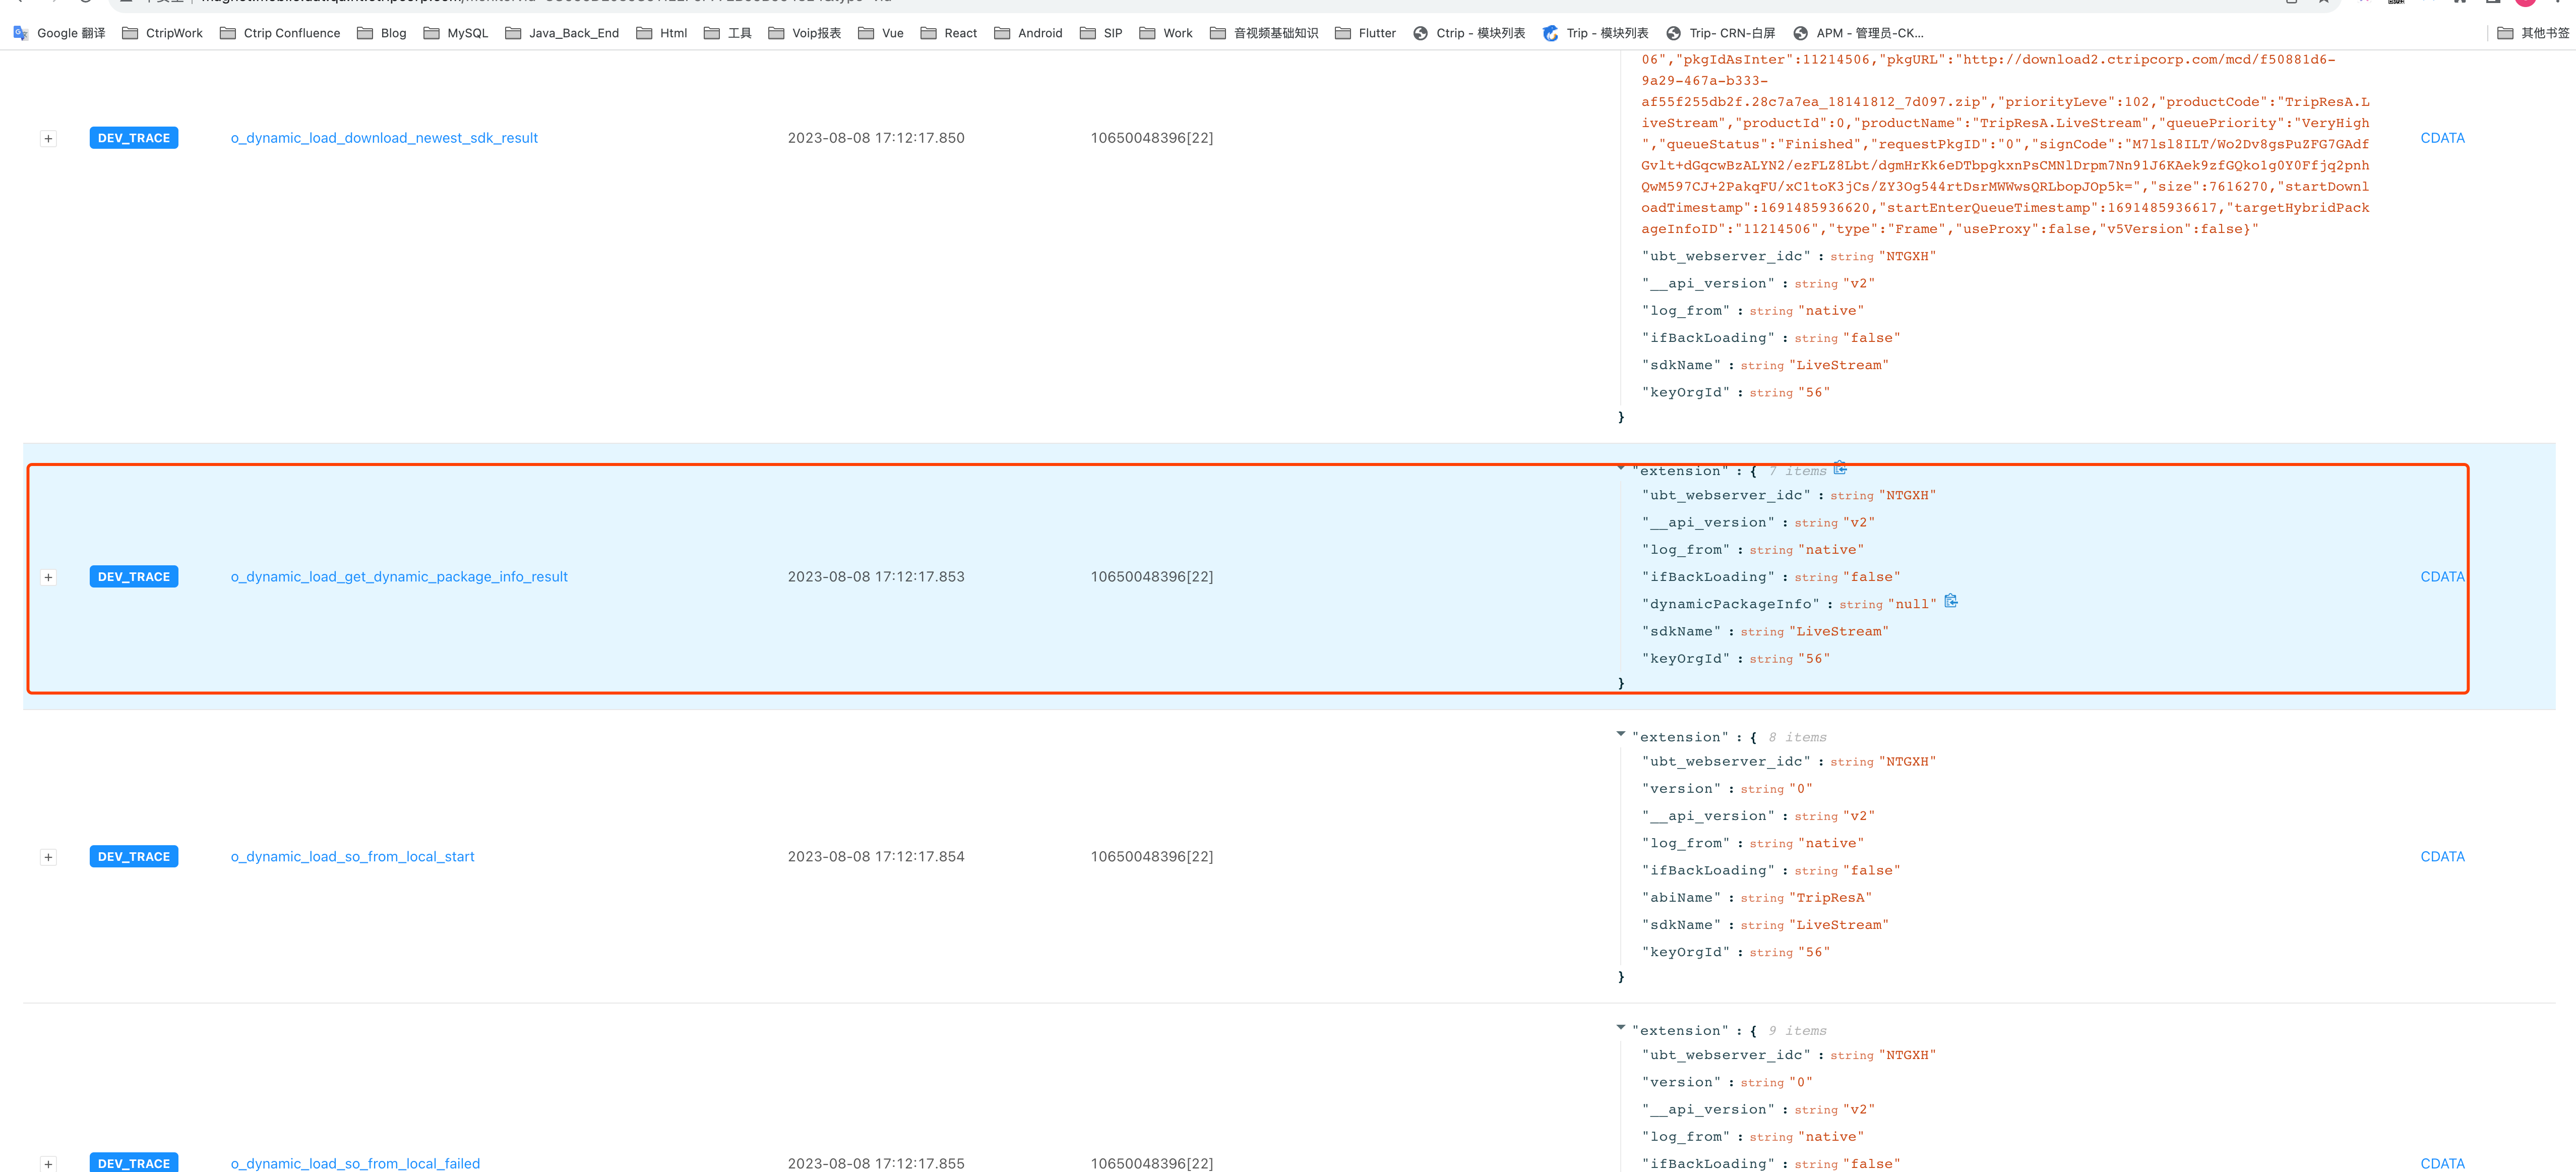 Google 翻译 CtripWork Ctrip Confluence Blog MySQL Java_Back_End Html 工具 Voip报表 Vue React Android SIP Work 音视频基础知识 Flutter Ctrip - 模块列表 Trip - 模块列表 Trip- CRN-白屏 APM - 管理员-CK... 其他书签
06","pkgIdAsInter":11214506,"pkgURL":"http://download2.ctripcorp.com/mcd/f50881d6-
9a29-467a-b333-
af55f255db2f.28c7a7ea_18141812_7d097.zip","priorityLeve":102,"productCode":"TripResA.L
iveStream","productId":0,"productName":"TripResA.LiveStream","queuePriority":"VeryHigh
","queueStatus":"Finished","requestPkgID":"0","signCode":"M7lsl8ILT/Wo2Dv8gsPuZFG7GAdf
Gvlt+dGqcwBzALYN2/ezFLZ8Lbt/dgmHrKk6eDTbpgkxnPsCMNlDrpm7Nn91J6KAek9zfGQko1g0Y0Ffjq2pnh
QwM597CJ+2PakqFU/xC1toK3jCs/ZY3Og544rtDsrMWWwsQRLbopJOp5k=","size":7616270,"startDownl
oadTimestamp":1691485936620,"startEnterQueueTimestamp":1691485936617,"targetHybridPack
ageInfoID":"11214506","type":"Frame","useProxy":false,"v5Version":false}"
DEV_TRACE o_dynamic_load_download_newest_sdk_result 2023-08-08 17:12:17.850 10650048396[22] CDATA
"ubt_webserver_idc" : string "NTGXH"
"__api_version" : string "v2"
"log_from" : string "native"
"ifBackLoading" : string "false"
"sdkName" : string "LiveStream"
"keyOrgId" : string "56"
}
"extension" : { 7 items
"ubt_webserver_idc" : string "NTGXH"
"__api_version" : string "v2"
"log_from" : string "native"
DEV_TRACE o_dynamic_load_get_dynamic_package_info_result 2023-08-08 17:12:17.853 10650048396[22] "ifBackLoading" : string "false" CDATA
"dynamicPackageInfo" : string "null"
"sdkName" : string "LiveStream"
"keyOrgId" : string "56"
}
"extension" : { 8 items
"ubt_webserver_idc" : string "NTGXH"
"version" : string "0"
"__api_version" : string "v2"
"log_from" : string "native"
DEV_TRACE o_dynamic_load_so_from_local_start 2023-08-08 17:12:17.854 10650048396[22] CDATA
"ifBackLoading" : string "false"
"abiName" : string "TripResA"
"sdkName" : string "LiveStream"
"keyOrgId" : string "56"
}
"extension" : { 9 items
"ubt_webserver_idc" : string "NTGXH"
"version" : string "0"
"__api_version" : string "v2"
"log_from" : string "native"
DEV_TRACE o_dynamic_load_so_from_local_failed 2023-08-08 17:12:17.855 10650048396[22] "ifBackLoading" : string "false" CDATA